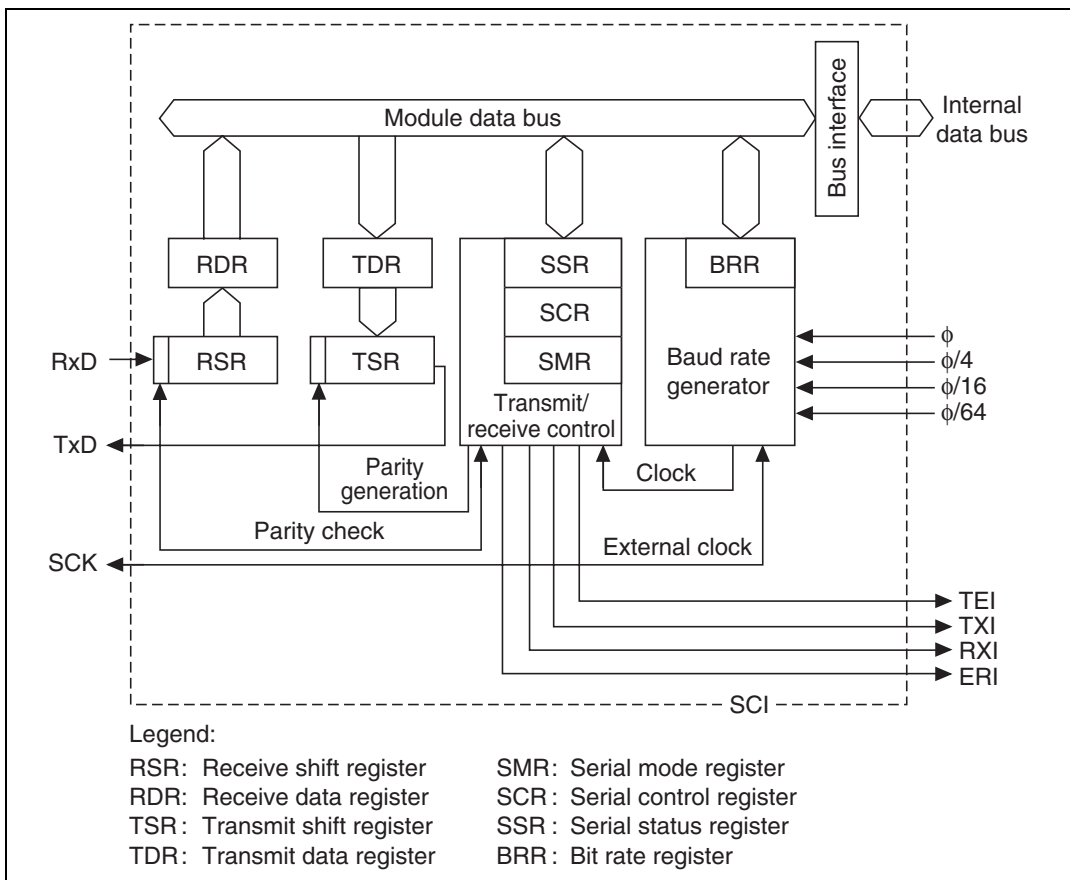 Module data bus
Bus interface
Internal
data bus
RDR
TDR
SSR
BRR
SCR
RxD
RSR
TSR
SMR
Baud rate
generator
ϕ
ϕ/4
ϕ/16
ϕ/64
Transmit/
receive control
TxD
Parity
generation
Clock
Parity check
SCK
External clock
TEI
TXI
RXI
ERI
SCI
Legend:
RSR: Receive shift register
RDR: Receive data register
TSR : Transmit shift register
TDR: Transmit data register
SMR: Serial mode register
SCR : Serial control register
SSR : Serial status register
BRR : Bit rate register